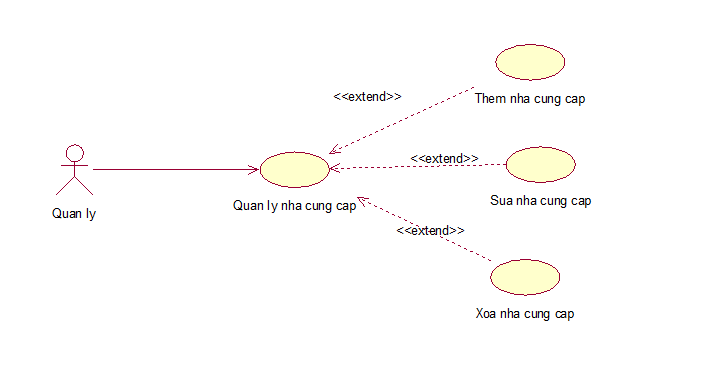 Them nha cung cap
<<extend>>
<<extend>>
Sua nha cung cap
Quan ly
Quan ly nha cung cap
<<extend>>
Xoa nha cung cap